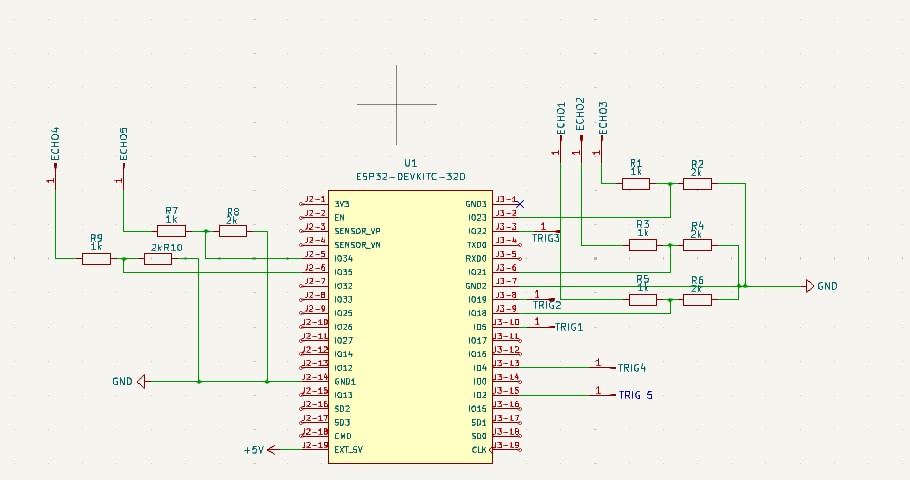 ECHO4
ECHO5
ECHO1
ECHO2
ECHO3
1
1
1
1
1
U1
ESP32-DEVKITC-32D
R1
1k
R2
2k
R3
1k
R4
2k
R5
1k
R6
2k
R7
1k
R8
2k
R9
1k
2kR10
J2-1
3V3
GND3
J3-1
J2-2
EN
IO23
J3-2
J2-3
SENSOR_VP
IO22
J3-3
1
TRIG3
J2-4
SENSOR_VN
TXD0
J3-4
J2-5
IO34
RXD0
J3-5
J2-6
IO35
IO21
J3-6
J2-7
IO32
GND2
J3-7
GND
J2-8
IO33
IO19
J3-8
1
TRIG2
J2-9
IO25
IO18
J3-9
J2-10
IO26
IO5
J3-10
1
TRIG1
J2-11
IO27
IO17
J3-11
J2-12
IO14
IO16
J3-12
J2-13
IO12
IO4
J3-13
1
TRIG4
GND
J2-14
GND1
IO0
J3-14
J2-15
IO13
IO2
J3-15
1
TRIG 5
J2-16
SD2
IO15
J3-16
J2-17
SD3
SD1
J3-17
J2-18
CMD
SD0
J3-18
+5V
J2-19
EXT_5V
CLK
J3-19